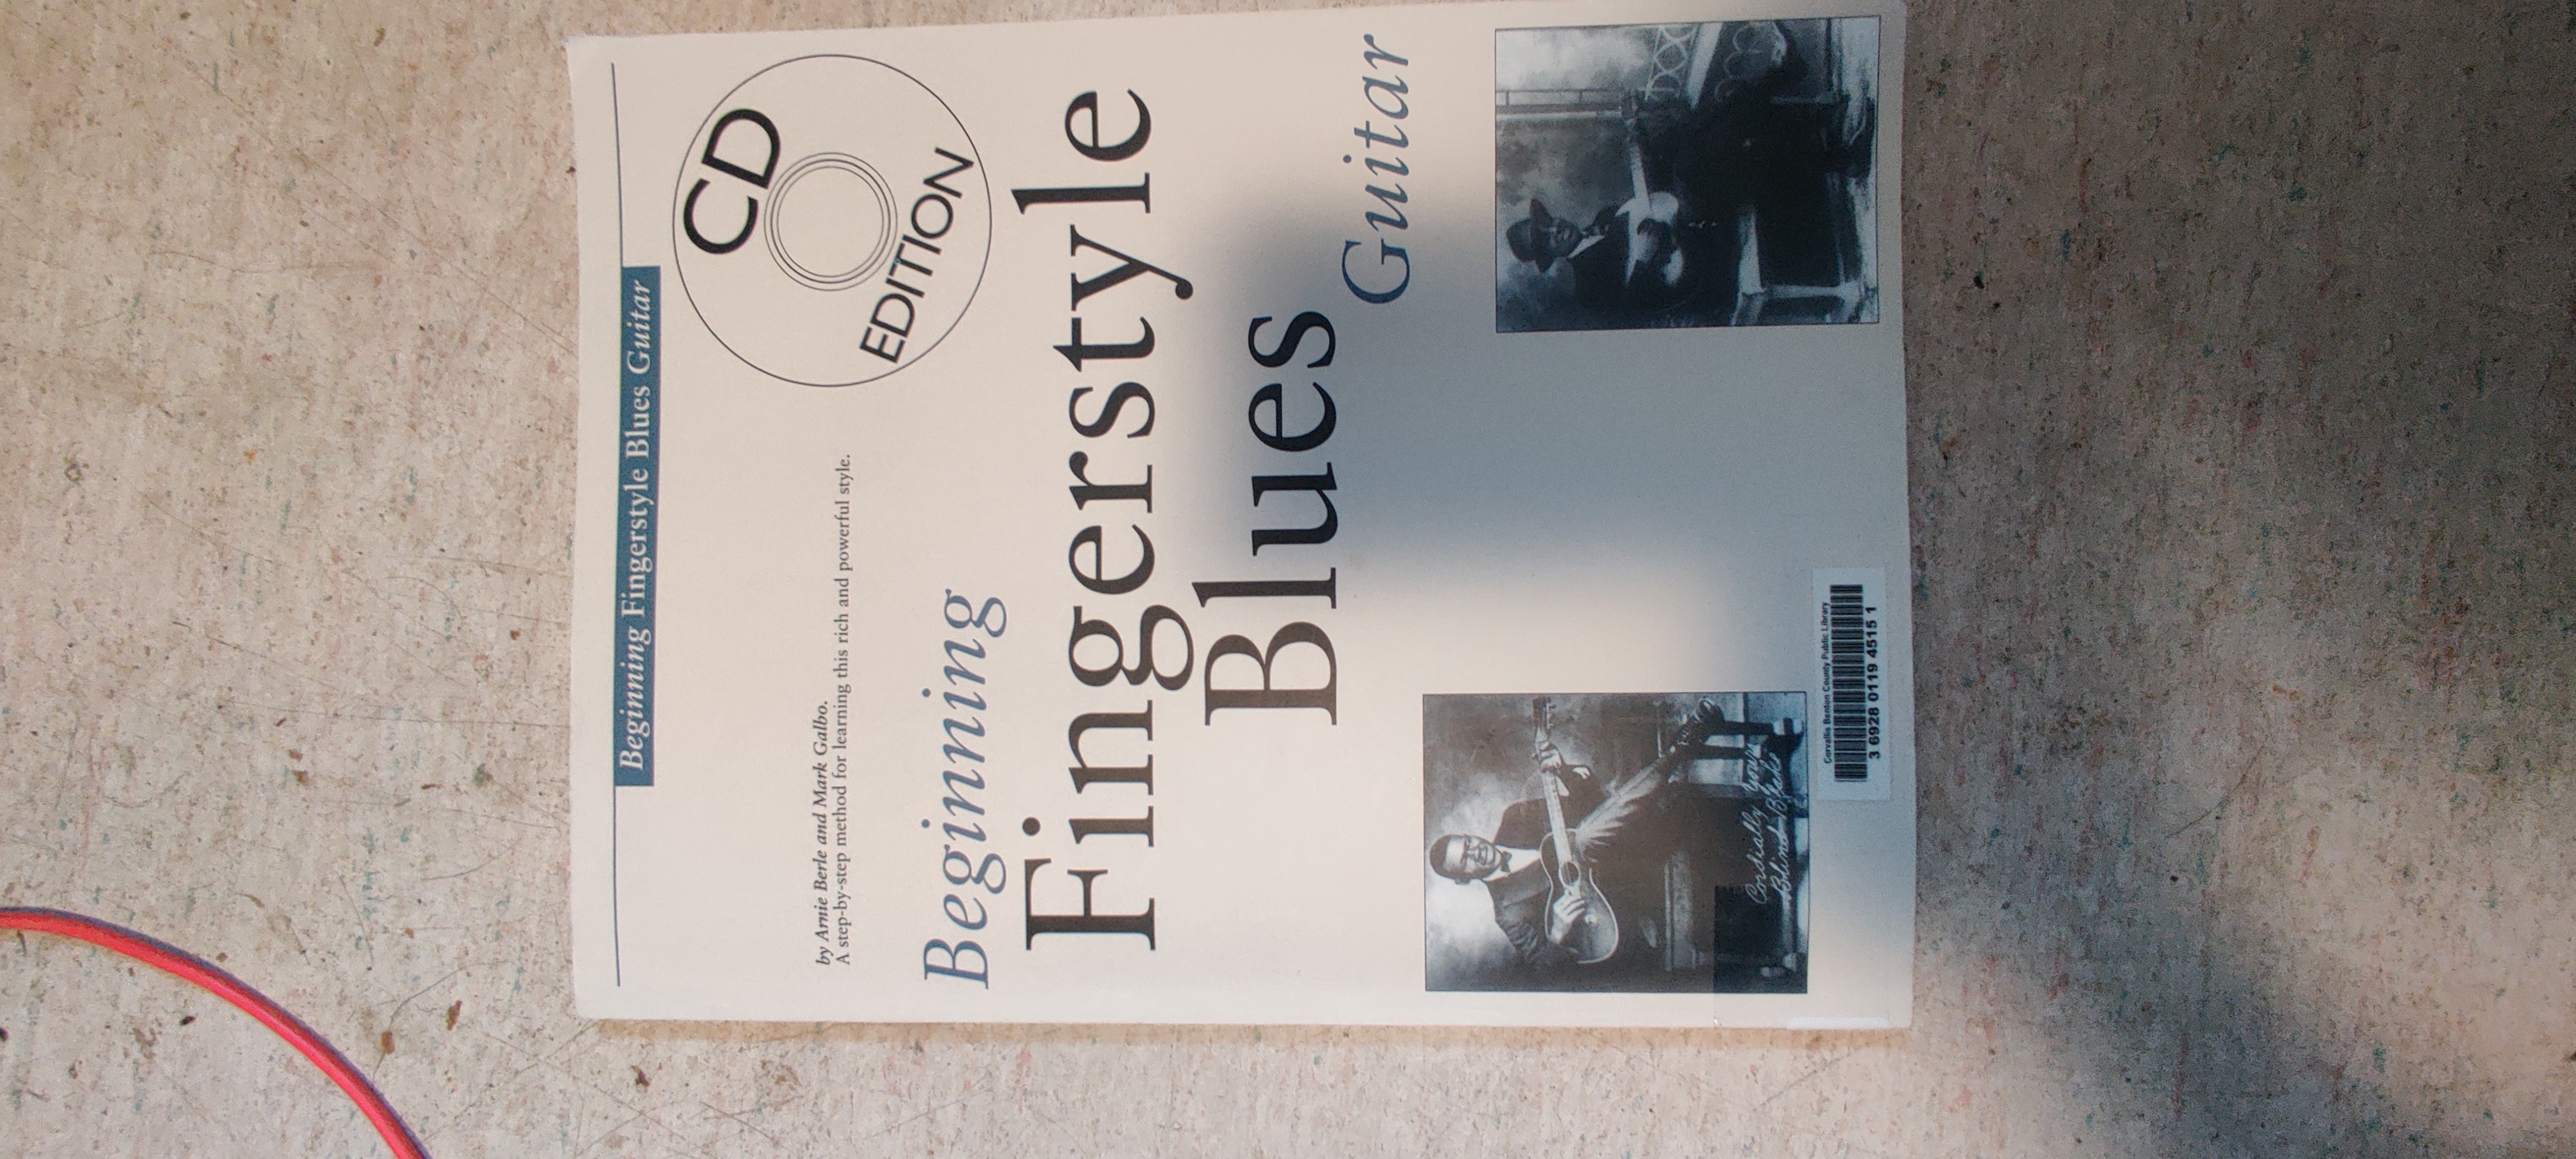 Beginning Fingerstyle Blues Guitar
CD
EDITION
by Arnie Berle and Mark Galbo.
A step-by-step method for learning this rich and powerful style.
Beginning
Fingerstyle
Blues
Guitar
Cordially Yours
Blind Blake
Corvallis Benton County Public Library
3 6928 0119 4515 1